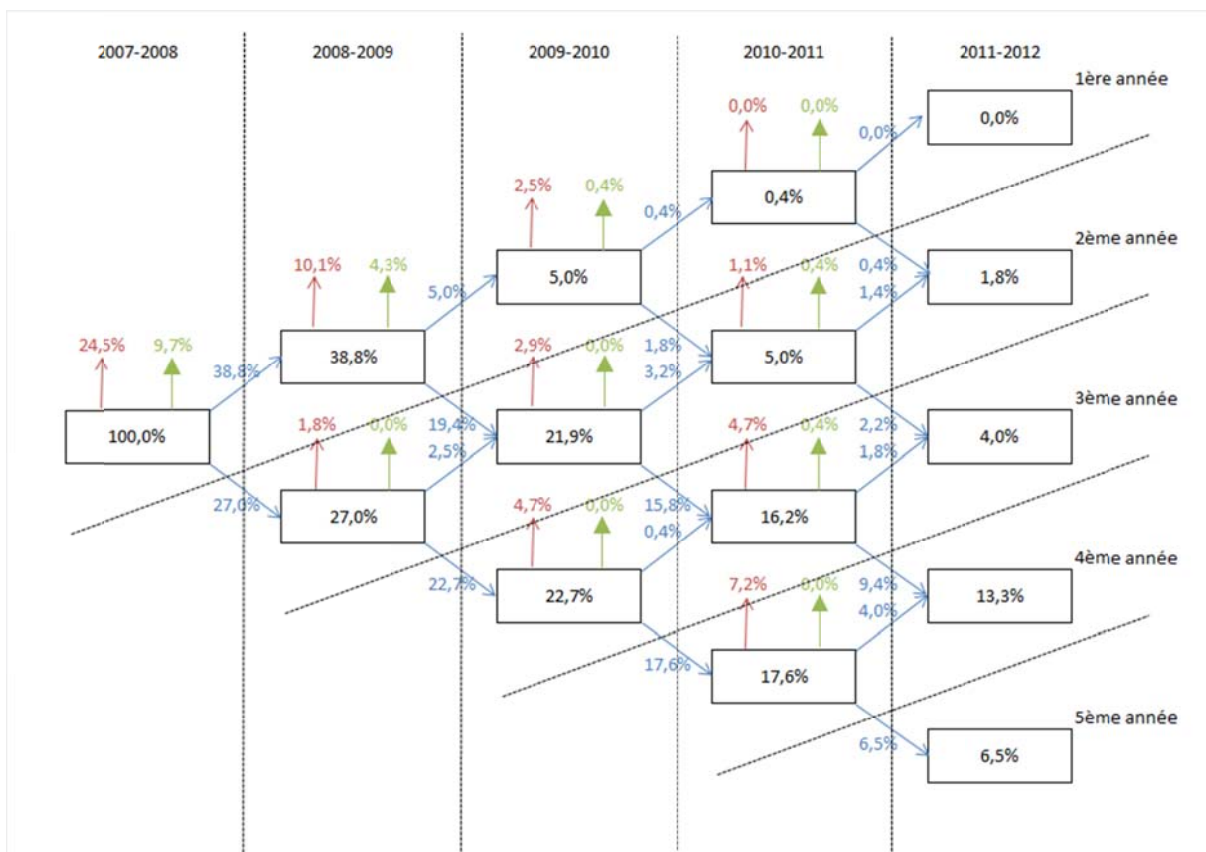 2007-2008 2008-2009 2009-2010 2010-2011 2011-2012
1ère année
0,0% 0,0% 0,0% 0,0%
2,5% 0,4% 0,4% 0,4%
2ème année
10,1% 4,3% 5,0% 5,0% 1,1% 0,4% 0,4% 1,8%
1,4%
24,5% 9,7% 38,8% 38,8% 2,9% 0,0% 1,8% 5,0%
3,2%
3ème année
100,0% 1,8% 0,0% 19,4% 21,9% 4,7% 0,4% 2,2% 4,0%
2,5% 1,8%
27,0% 27,0% 4,7% 0,0% 15,8% 16,2%
0,4%
4ème année
22,7% 22,7% 7,2% 0,0% 9,4% 13,3%
4,0%
17,6% 17,6%
5ème année
6,5% 6,5%